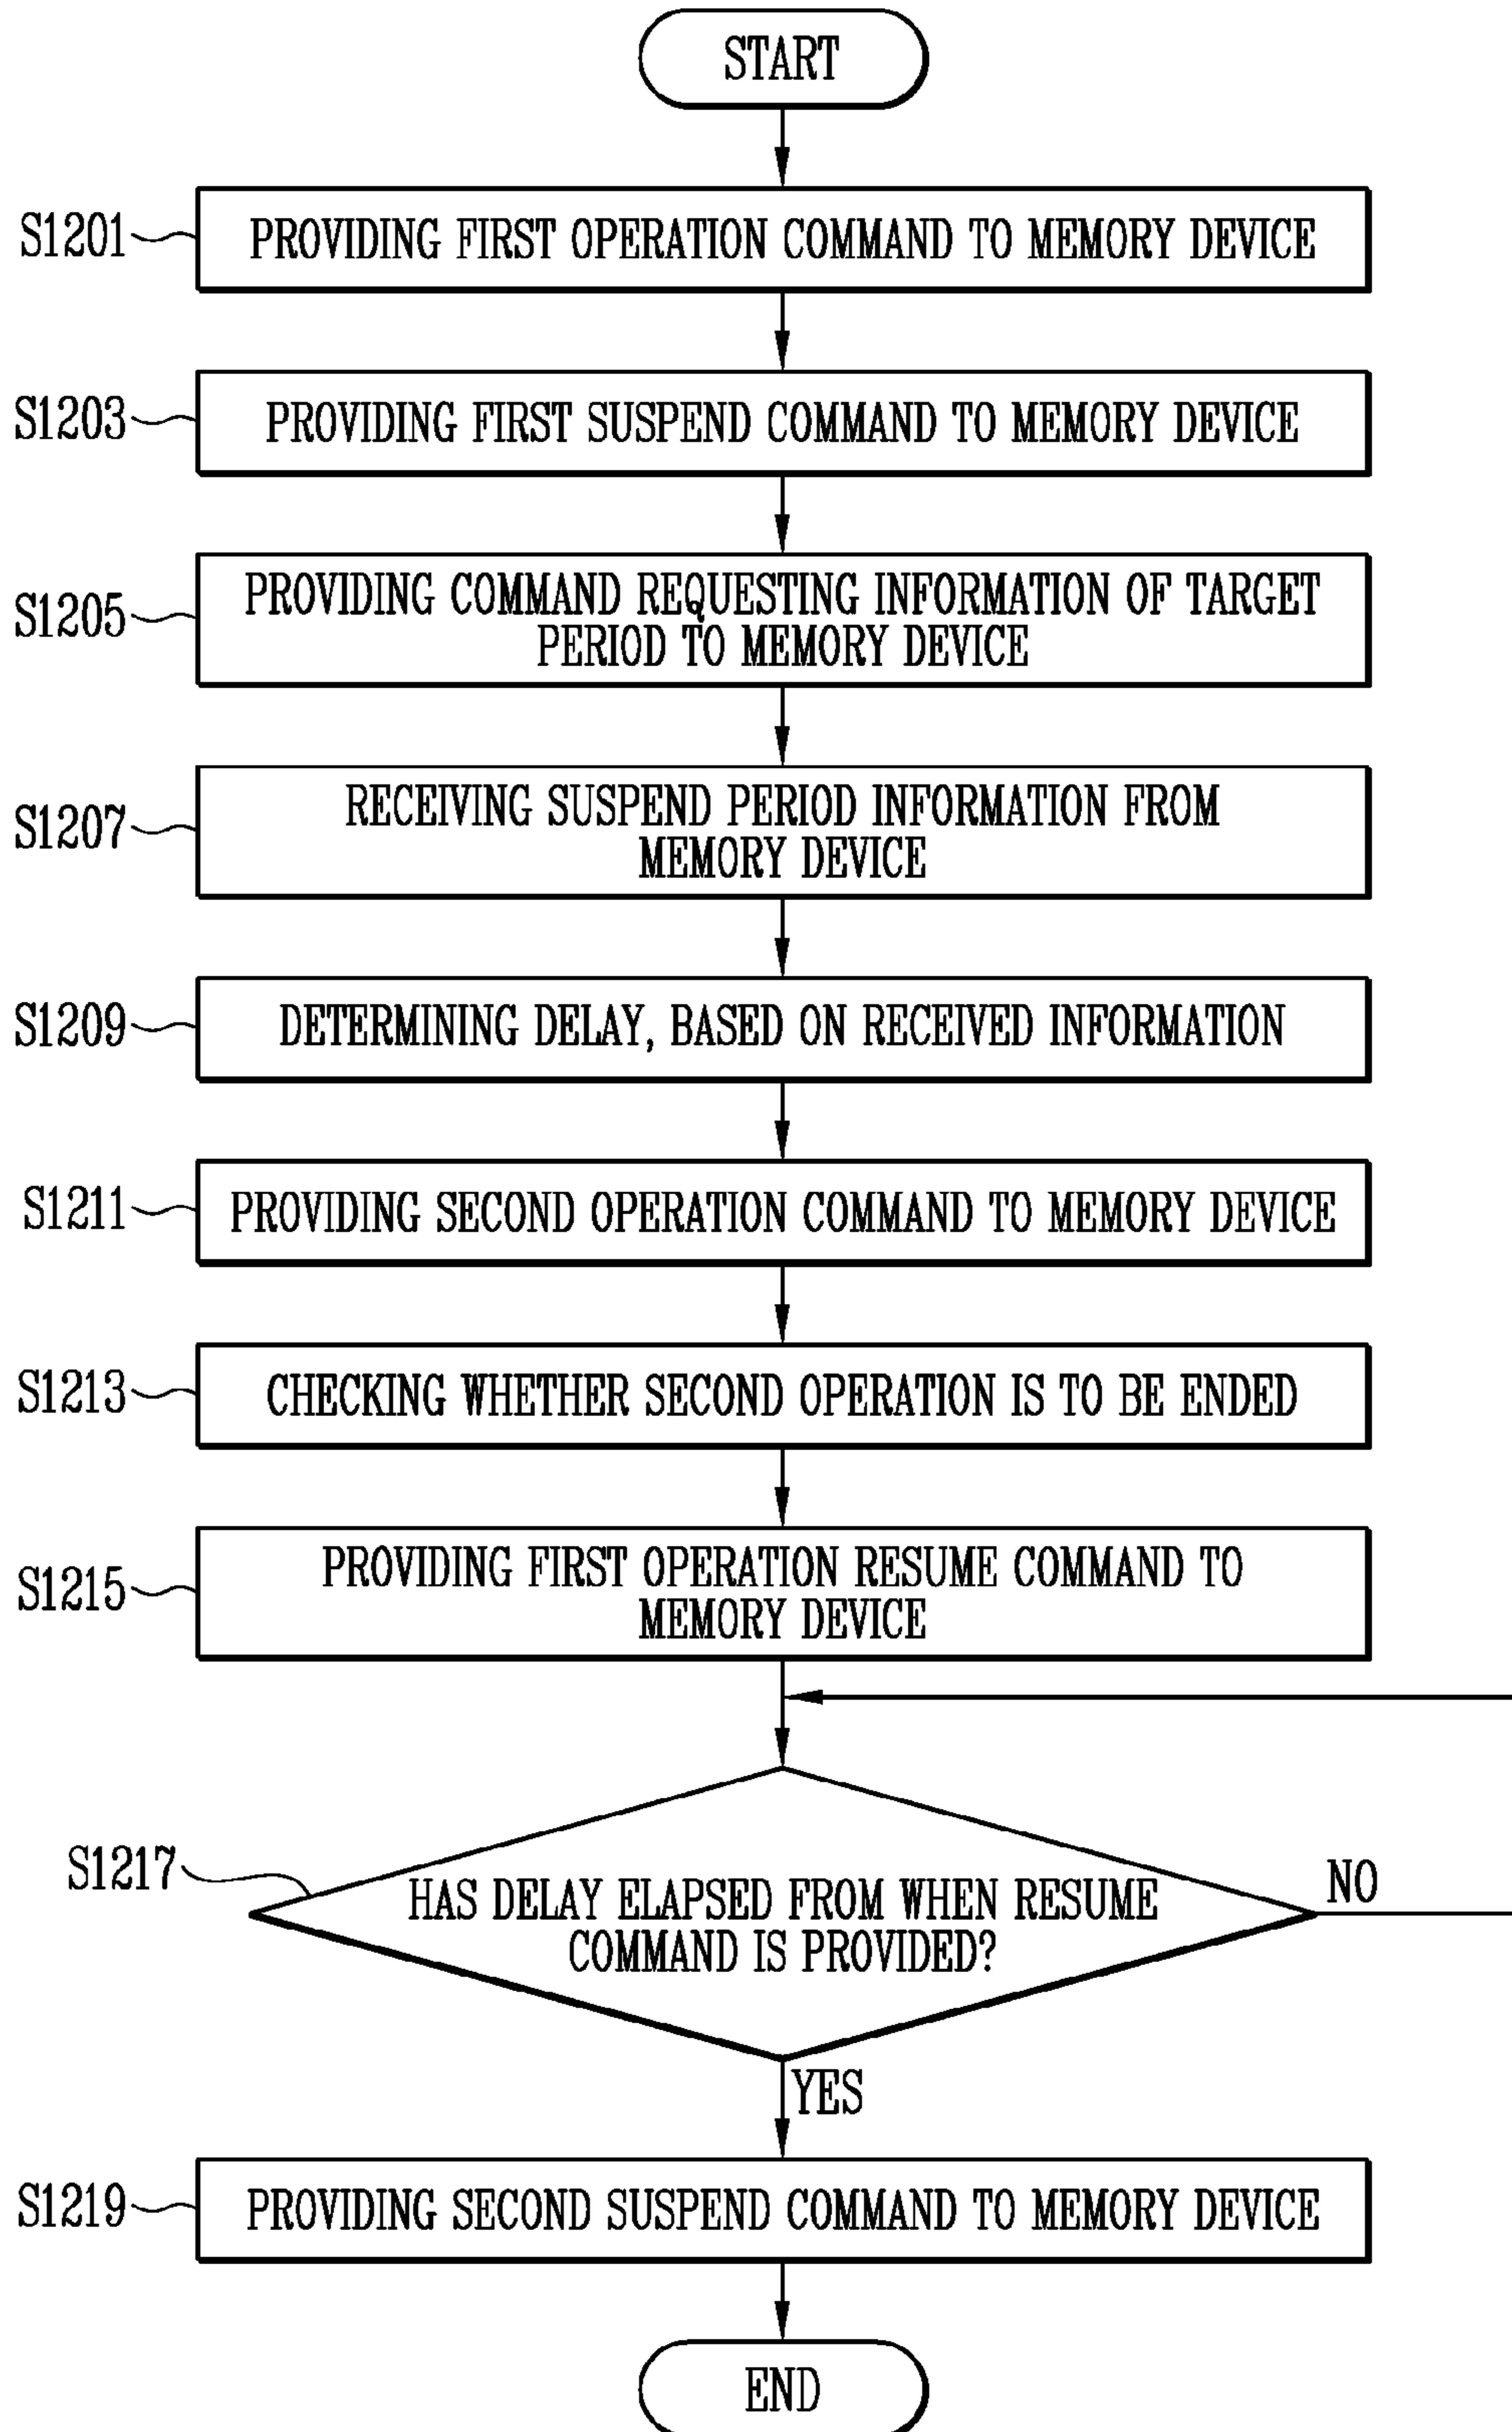 START
S1201
PROVIDING FIRST OPERATION COMMAND TO MEMORY DEVICE
S1203
PROVIDING FIRST SUSPEND COMMAND TO MEMORY DEVICE
S1205
PROVIDING COMMAND REQUESTING INFORMATION OF TARGET
PERIOD TO MEMORY DEVICE
S1207
RECEIVING SUSPEND PERIOD INFORMATION FROM
MEMORY DEVICE
S1209
DETERMINING DELAY, BASED ON RECEIVED INFORMATION
S1211
PROVIDING SECOND OPERATION COMMAND TO MEMORY DEVICE
S1213
CHECKING WHETHER SECOND OPERATION IS TO BE ENDED
S1215
PROVIDING FIRST OPERATION RESUME COMMAND TO
MEMORY DEVICE
S1217
HAS DELAY ELAPSED FROM WHEN RESUME
COMMAND IS PROVIDED?
NO
YES
S1219
PROVIDING SECOND SUSPEND COMMAND TO MEMORY DEVICE
END